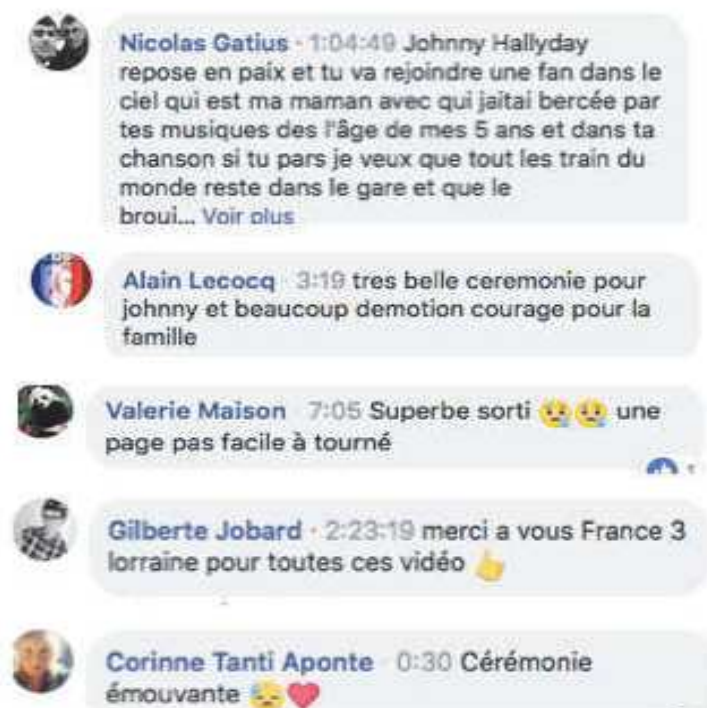 Nicolas Gatius · 1:04:49 Johnny Hallyday
repose en paix et tu va rejoindre une fan dans le
ciel qui est ma maman avec qui jaitai bercée par
tes musiques des l'âge de mes 5 ans et dans ta
chanson si tu pars je veux que tout les train du
monde reste dans le gare et que le
broui... Voir plus
Alain Lecocq · 3:19 tres belle ceremonie pour
johnny et beaucoup demotion courage pour la
famille
Valerie Maison · 7:05 Superbe sorti 😢😢 une
page pas facile à tourné
Gilberte Jobard · 2:23:19 merci a vous France 3
lorraine pour toutes ces vidéo 👍
Corinne Tanti Aponte · 0:30 Cérémonie
émouvante 😓❤️